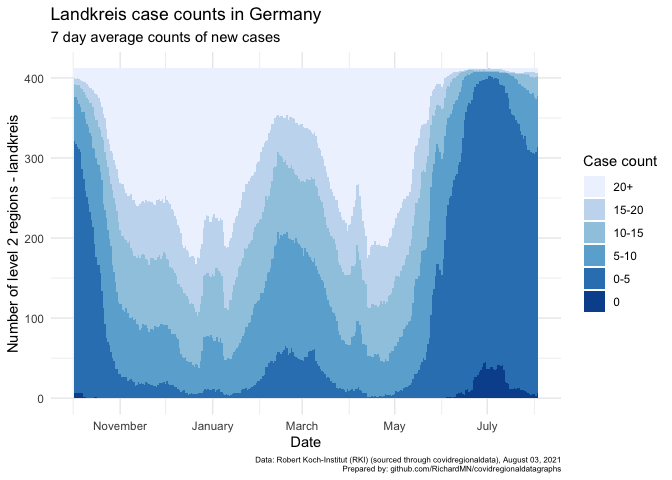 Landkreis case counts in Germany
7 day average counts of new cases
Number of level 2 regions - landkreis
400
300
200
100
0
November
January
March
May
July
Date
Case count
20+
15-20
10-15
5-10
0-5
0
Data: Robert Koch-Institut (RKI) (sourced through covidregionaldata), August 03, 2021
Prepared by: github.com/RichardMN/covidregionaldatagraphs